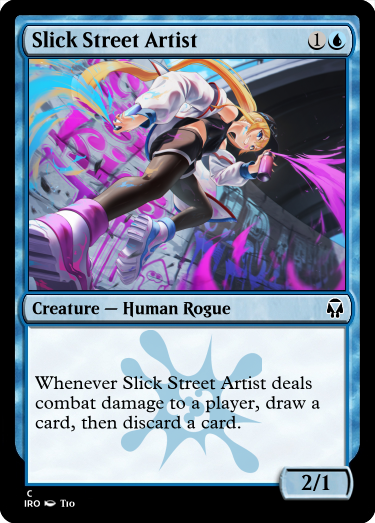 Slick Street Artist 1
Creature — Human Rogue
Whenever Slick Street Artist deals
combat damage to a player, draw a
card, then discard a card.
2/1
C
IRO Tio